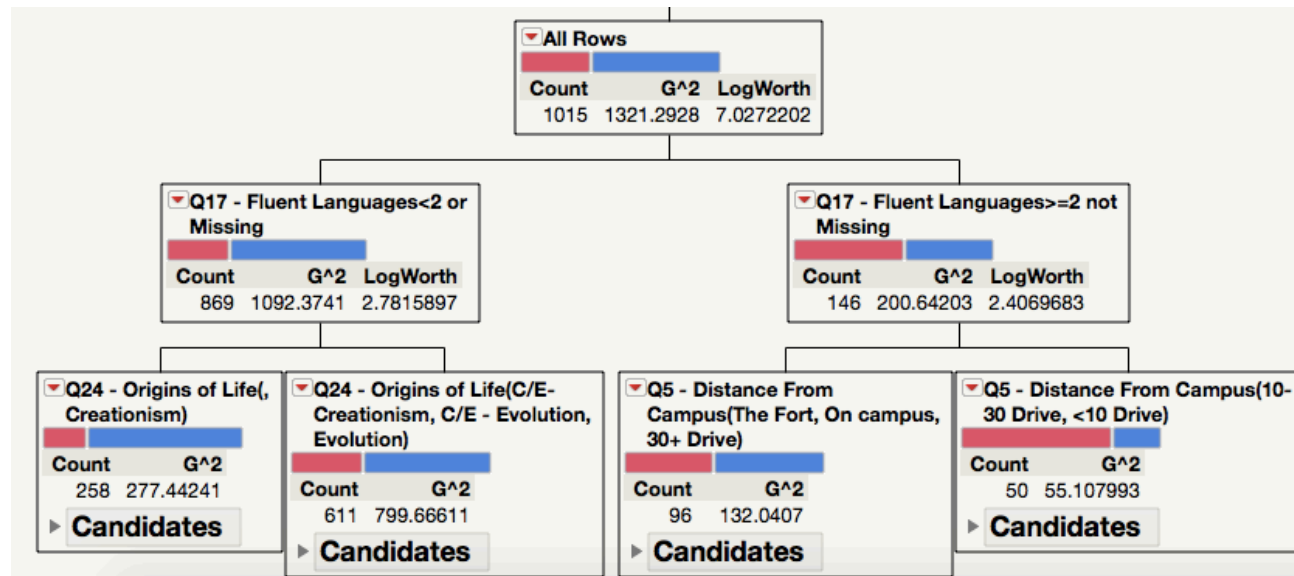 All Rows
Count G^2 LogWorth
1015 1321.2928 7.0272202
Q17 - Fluent Languages<2 or
Missing
Count G^2 LogWorth
869 1092.3741 2.7815897
Q17 - Fluent Languages>=2 not
Missing
Count G^2 LogWorth
146 200.64203 2.4069683
Q24 - Origins of Life(,
Creationism)
Count G^2
258 277.44241
Candidates
Q24 - Origins of Life(C/E-
Creationism, C/E - Evolution,
Evolution)
Count G^2
611 799.66611
Candidates
Q5 - Distance From
Campus(The Fort, On campus,
30+ Drive)
Count G^2
96 132.0407
Candidates
Q5 - Distance From Campus(10-
30 Drive, <10 Drive)
Count G^2
50 55.107993
Candidates